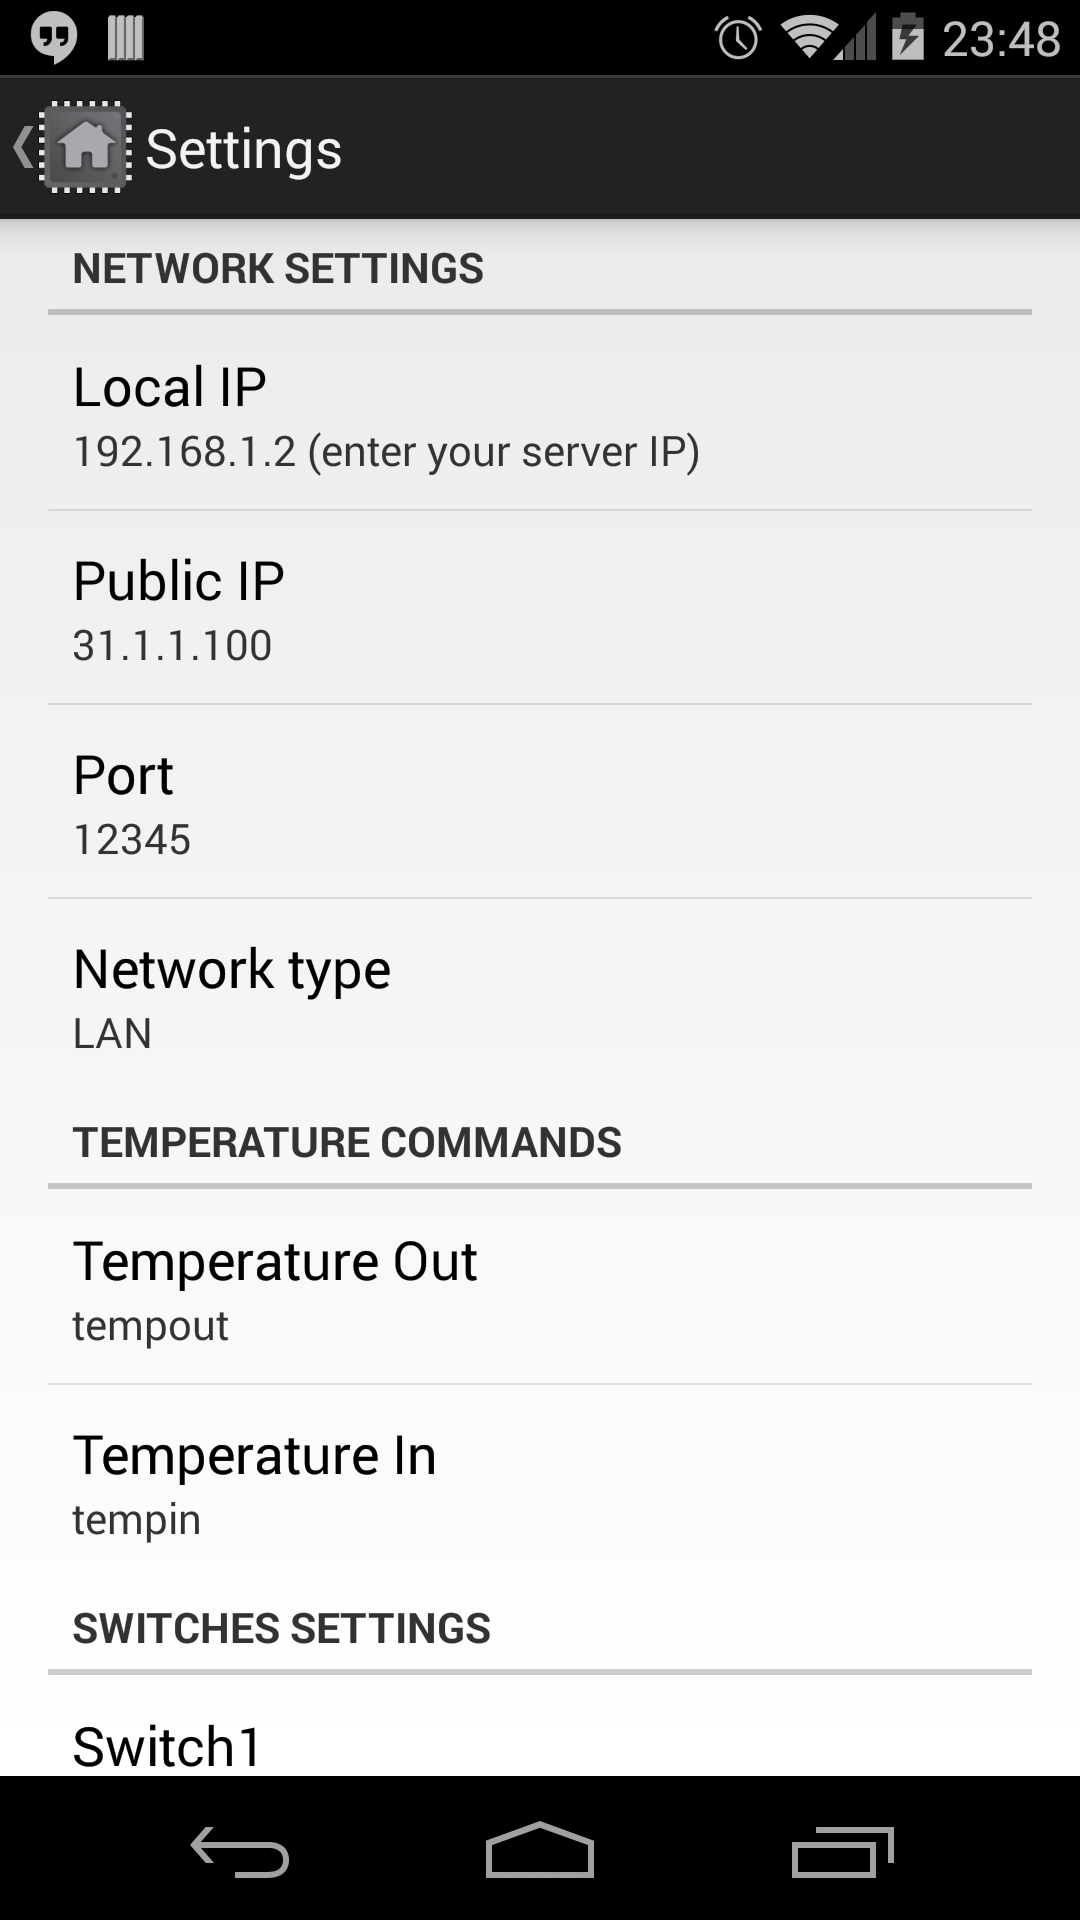 23:48
Settings
NETWORK SETTINGS
Local IP
192.168.1.2 (enter your server IP)
Public IP
31.1.1.100
Port
12345
Network type
LAN
TEMPERATURE COMMANDS
Temperature Out
tempout
Temperature In
tempin
SWITCHES SETTINGS
Switch1